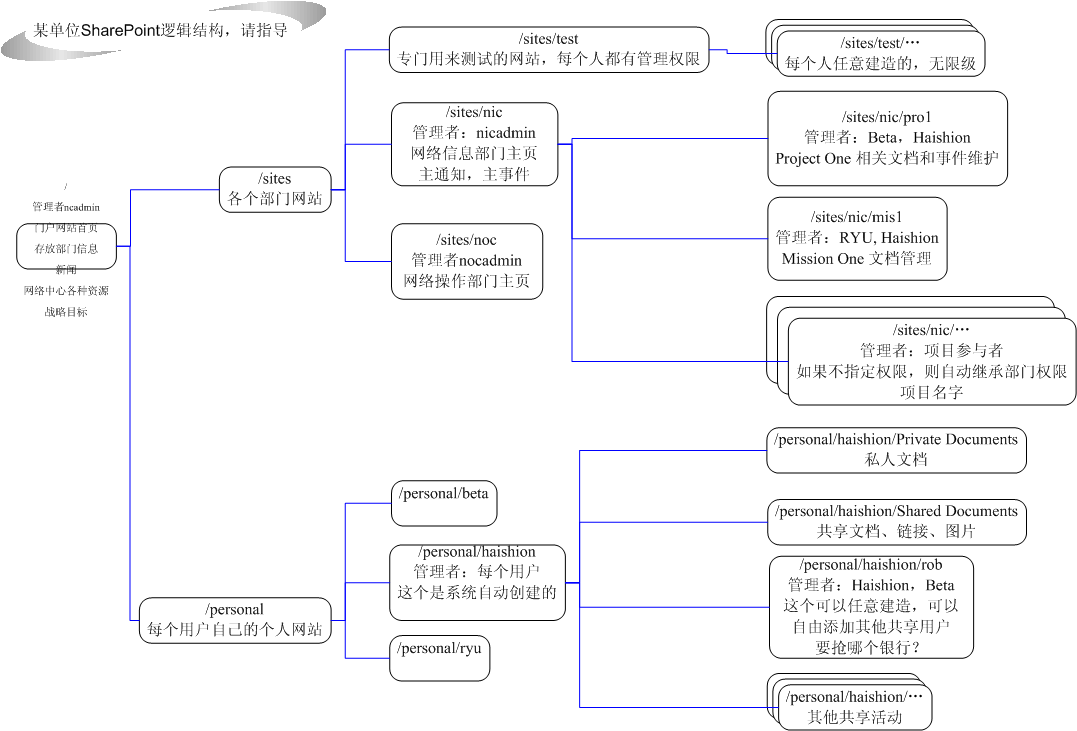 某单位SharePoint逻辑结构，请指导
/
管理者ncadmin
门户网站首页
存放部门信息
新闻
网络中心各种资源
战略目标
/sites
各个部门网站
/sites/test
专门用来测试的网站，每个人都有管理权限
/sites/test/…
每个人任意建造的，无限级
/sites/nic
管理者：nicadmin
网络信息部门主页
主通知，主事件
/sites/nic/pro1
管理者：Beta，Haishion
Project One 相关文档和事件维护
/sites/nic/mis1
管理者：RYU, Haishion
Mission One 文档管理
/sites/nic/…
管理者：项目参与者
如果不指定权限，则自动继承部门权限
项目名字
/sites/noc
管理者nocadmin
网络操作部门主页
/personal
每个用户自己的个人网站
/personal/beta
/personal/haishion
管理者：每个用户
这个是系统自动创建的
/personal/ryu
/personal/haishion/Private Documents
私人文档
/personal/haishion/Shared Documents
共享文档、链接、图片
/personal/haishion/rob
管理者：Haishion，Beta
这个可以任意建造，可以
自由添加其他共享用户
要抢哪个银行？
/personal/haishion/…
其他共享活动